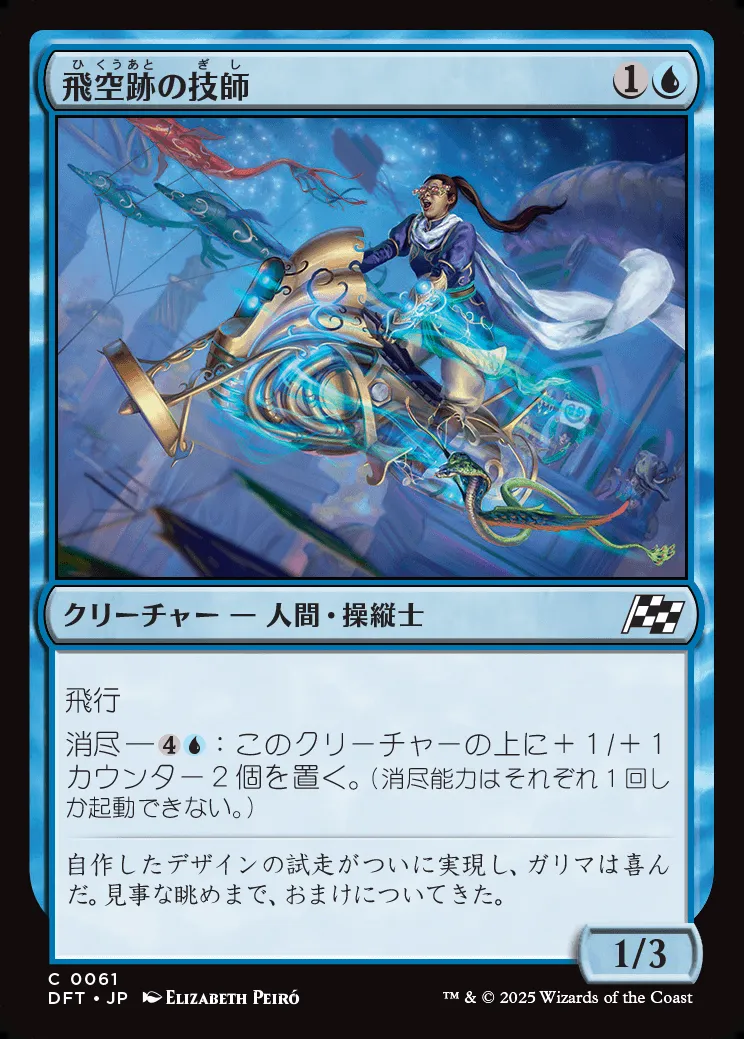 ひくうあと ぎし
飛空跡の技師 1
クリーチャー — 人間・操縦士
飛行
消尽—4：このクリーチャーの上に＋１/＋１
カウンター２個を置く。（消尽能力はそれぞれ１回し
か起動できない。）
自作したデザインの試走がついに実現し、ガリマは喜ん
だ。見事な眺めまで、おまけについてきた。
1/3
C 0061
DFT • JP Elizabeth Peiró
™ & © 2025 Wizards of the Coast